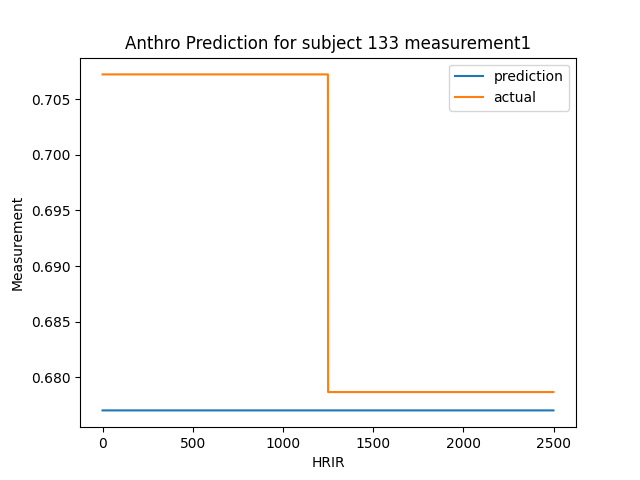 Anthro Prediction for subject 133 measurement1
prediction
actual
Measurement
0.705
0.700
0.695
0.690
0.685
0.680
0
500
1000
1500
2000
2500
HRIR